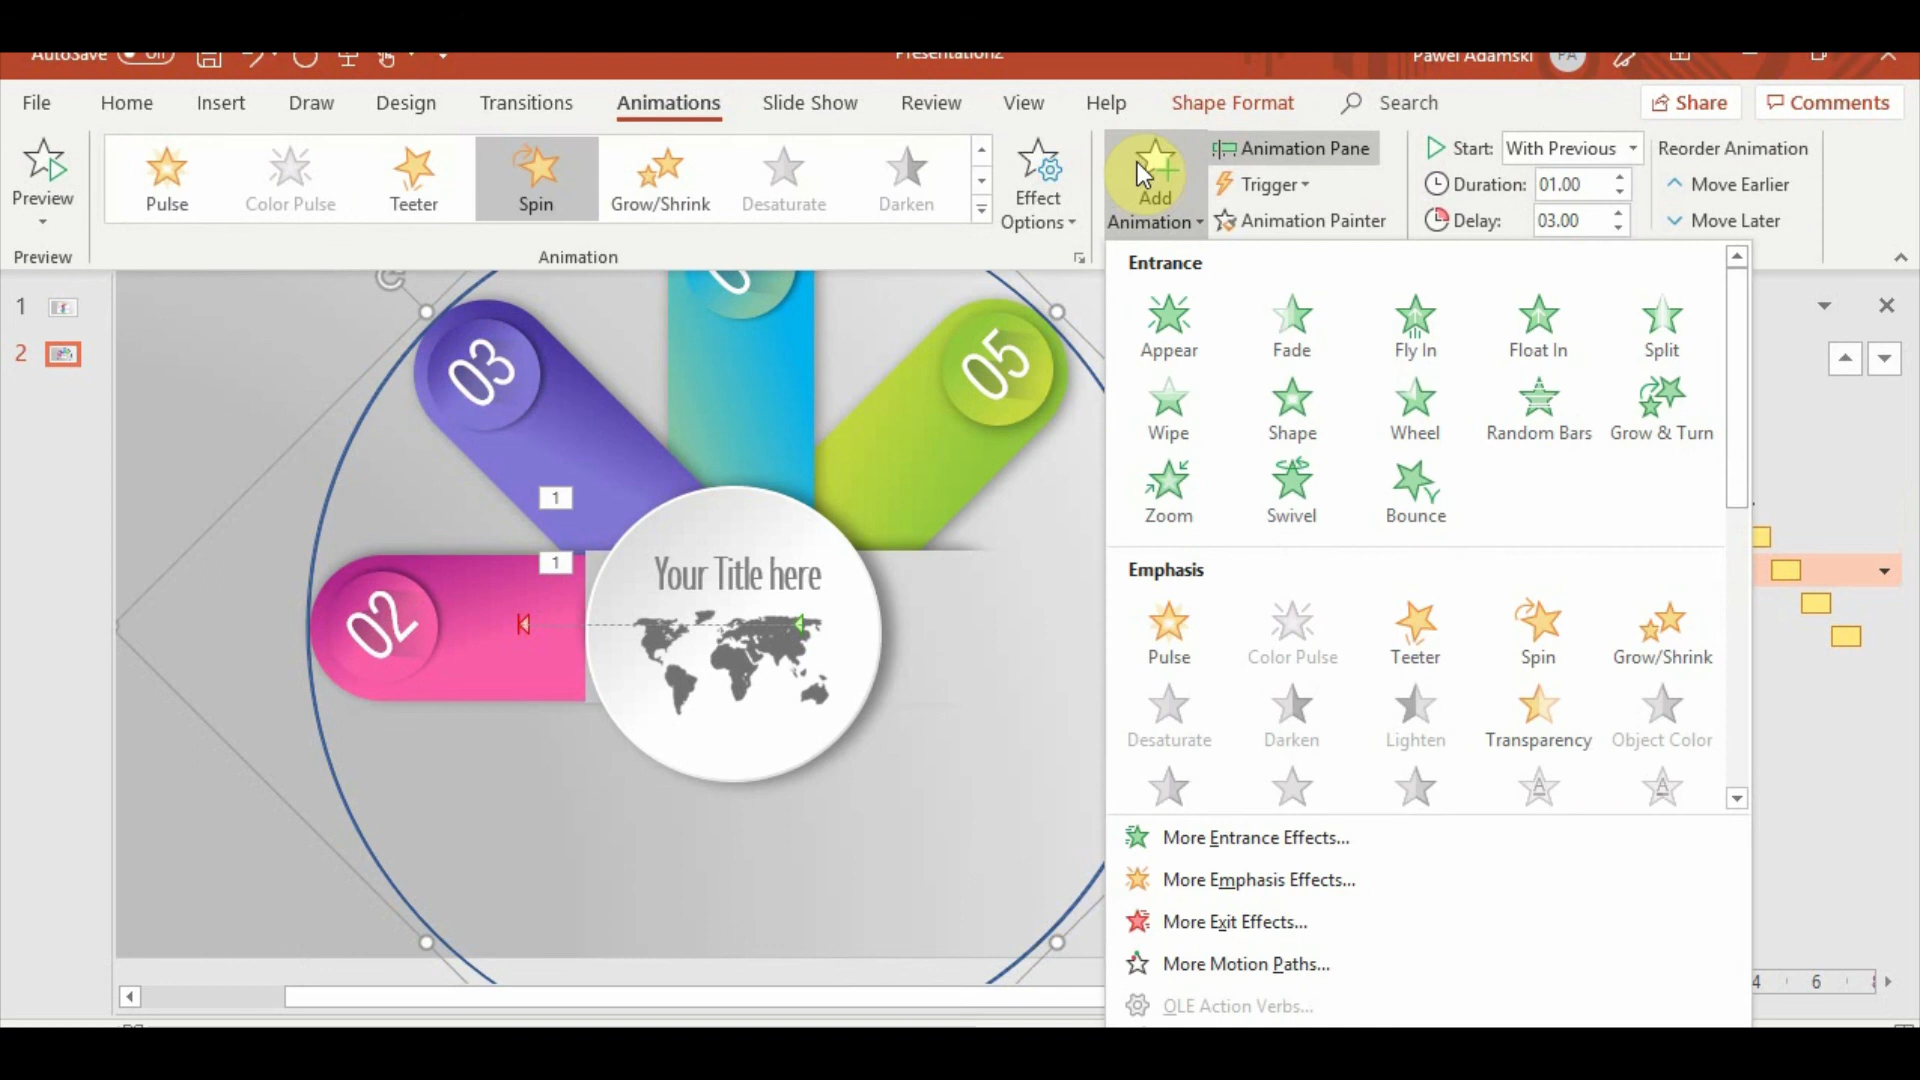 AutoSave Off Presentation2 Pawel Adamski PA
File Home Insert Draw Design Transitions Animations Slide Show Review View Help Shape Format Search Share Comments
Preview
Pulse Color Pulse Teeter Spin Grow/Shrink Desaturate Darken
Effect Options
Add Animation
Animation Pane
Trigger
Animation Painter
Start: With Previous
Duration: 01.00
Delay: 03.00
Reorder Animation
Move Earlier
Move Later
Preview
Animation
1
2
03
05
02
1
1
Your Title here
Entrance
Appear Fade Fly In Float In Split
Wipe Shape Wheel Random Bars Grow & Turn
Zoom Swivel Bounce
Emphasis
Pulse Color Pulse Teeter Spin Grow/Shrink
Desaturate Darken Lighten Transparency Object Color
More Entrance Effects...
More Emphasis Effects...
More Exit Effects...
More Motion Paths...
OLE Action Verbs...
4 6